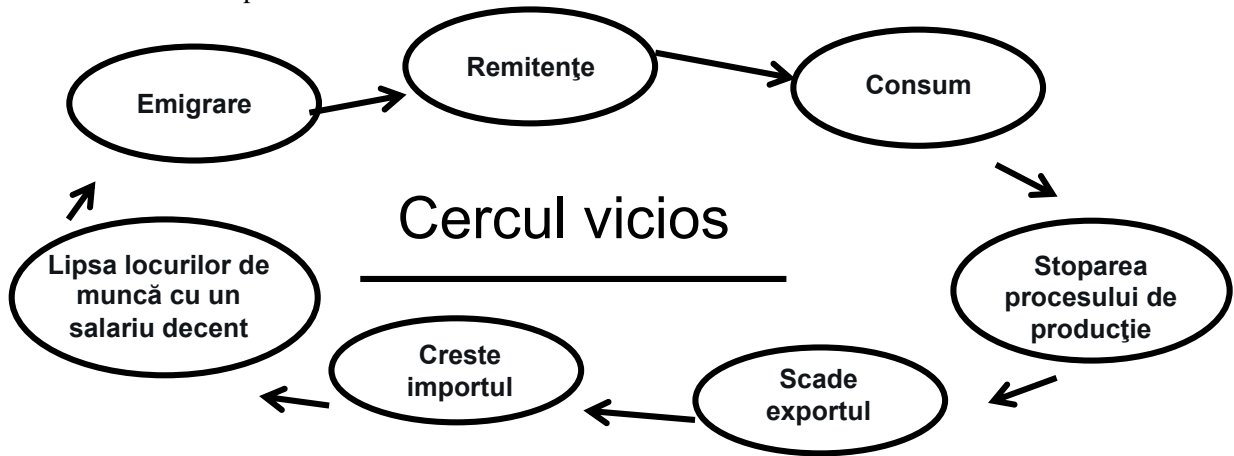 Emigrare
Remitenţe
Consum
Cercul vicios
Stoparea
procesului de
producţie
Scade
exportul
Creste
importul
Lipsa locurilor de
muncă cu un
salariu decent